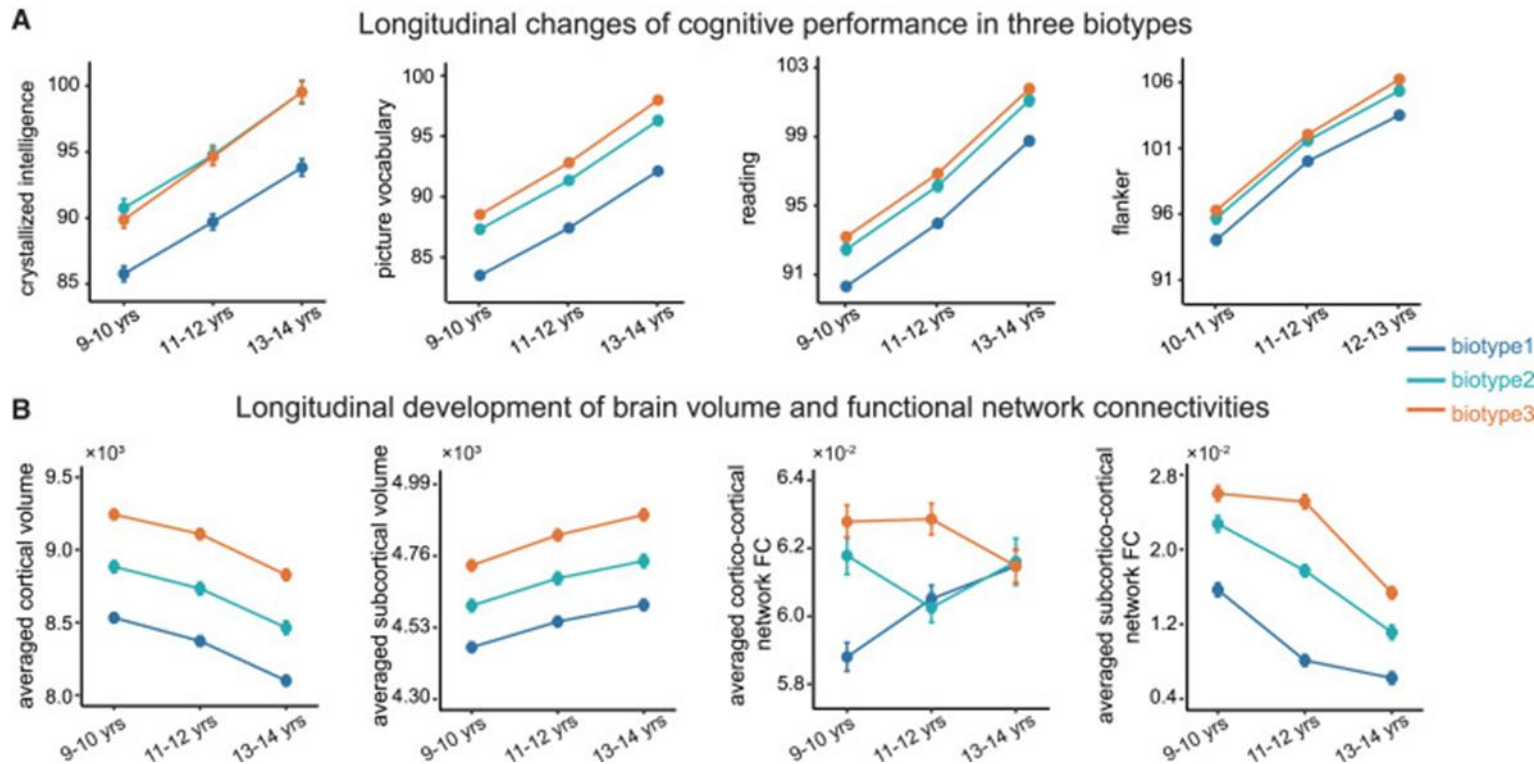 A
Longitudinal changes of cognitive performance in three biotypes
crystallized intelligence
100
95
90
85
9-10 yrs
11-12 yrs
13-14 yrs
picture vocabulary
100
95
90
85
9-10 yrs
11-12 yrs
13-14 yrs
reading
103
99
95
91
9-10 yrs
11-12 yrs
13-14 yrs
flanker
106
101
96
91
10-11 yrs
11-12 yrs
12-13 yrs
biotype1
biotype2
biotype3
B
Longitudinal development of brain volume and functional network connectivities
averaged cortical volume
×10³
9.5
9.0
8.5
8.0
9-10 yrs
11-12 yrs
13-14 yrs
averaged subcortical volume
×10³
4.99
4.76
4.53
4.30
9-10 yrs
11-12 yrs
13-14 yrs
averaged cortico-cortical
network FC
×10⁻²
6.4
6.2
6.0
5.8
9-10 yrs
11-12 yrs
13-14 yrs
averaged subcortico-cortical
network FC
×10⁻²
2.8
2.0
1.2
0.4
9-10 yrs
11-12 yrs
13-14 yrs